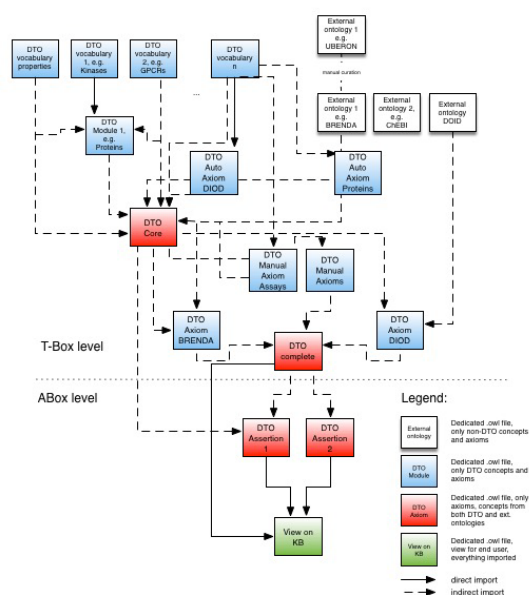 External
ontology 1
e.g.
UBERON
DTO
vocabulary
properties
DTO
vocabulary
1, e.g.
Kinases
DTO
vocabulary
2, e.g.
GPCRs
DTO
vocabulary
n
manual curation
...
External
ontology 1
e.g.
BRENDA
External
ontology 2,
e.g.
ChEBI
External
ontology
DOID
DTO
Module 1,
e.g.
Proteins
DTO
Auto
Axiom
DIOD
DTO
Auto
Axiom
Proteins
DTO
Core
DTO
Manual
Axiom
Assays
DTO
Manual
Axioms
DTO
Axiom
BRENDA
DTO
complete
DTO
Axiom
DIOD
T-Box level
ABox level
DTO
Assertion
1
DTO
Assertion 2
View on
KB
Legend:
External
ontology
Dedicated .owl file,
only non-DTO concepts
and axioms
DTO
Module
Dedicated .owl file,
only DTO concepts and
axioms
DTO
Axiom
Dedicated .owl file, only
axioms, concepts from
both DTO and ext.
ontologies
View on
KB
Dedicated .owl file,
view for end user,
everything imported
direct import
indirect import